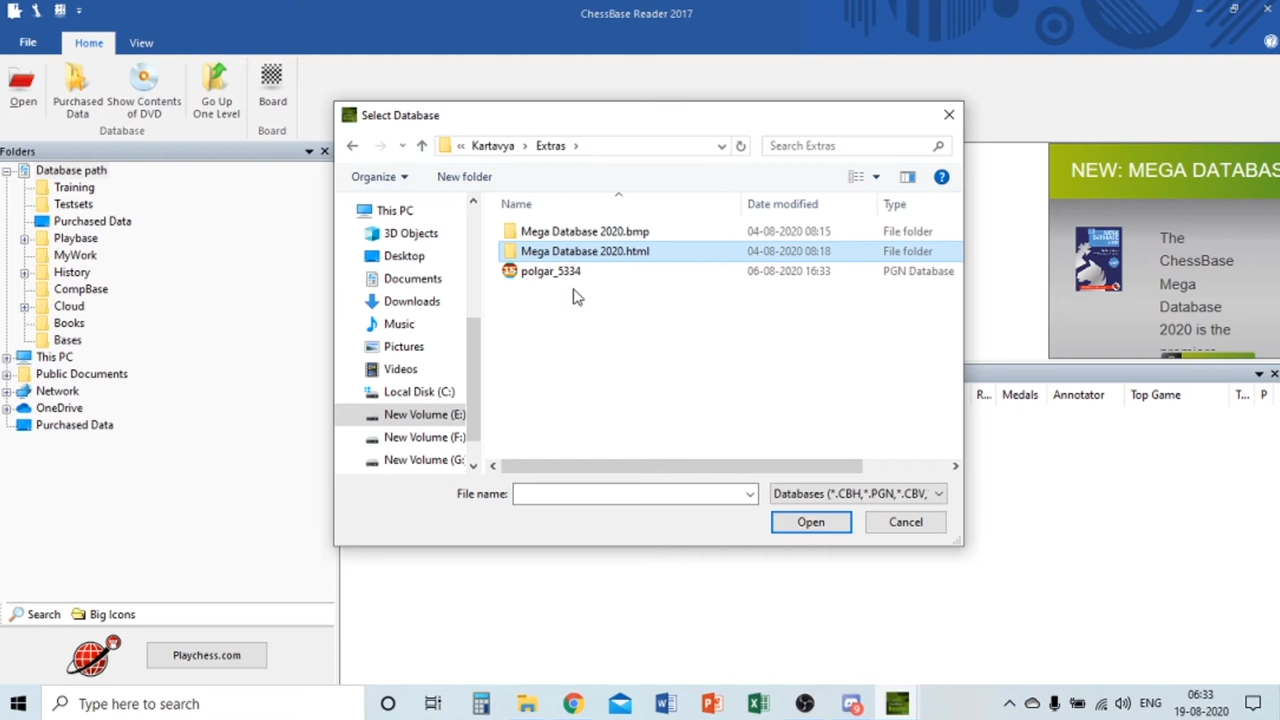 ChessBase Reader 2017
File
Home
View
Open
Purchased Data
Show Contents of DVD
Go Up One Level
Board
Database
Board
Folders
Database path
Training
Testsets
Purchased Data
Playbase
MyWork
History
CompBase
Cloud
Books
Bases
This PC
Public Documents
Network
OneDrive
Purchased Data
Search
Big Icons
Playchess.com
Select Database
« Kartavya › Extras ›
Search Extras
Organize
New folder
This PC
3D Objects
Desktop
Documents
Downloads
Music
Pictures
Videos
Local Disk (C:)
New Volume (E:)
New Volume (F:)
New Volume (G:
Name
Date modified
Type
Mega Database 2020.bmp
04-08-2020 08:15
File folder
Mega Database 2020.html
04-08-2020 08:18
File folder
polgar_5334
06-08-2020 16:33
PGN Database
File name:
Databases (*.CBH,*.PGN,*.CBV,
Open
Cancel
NEW: MEGA DATABAS
The
ChessBase
Mega
Database
2020 is the
R...
Medals
Annotator
Top Game
T...
P
Type here to search
ENG
06:33
19-08-2020